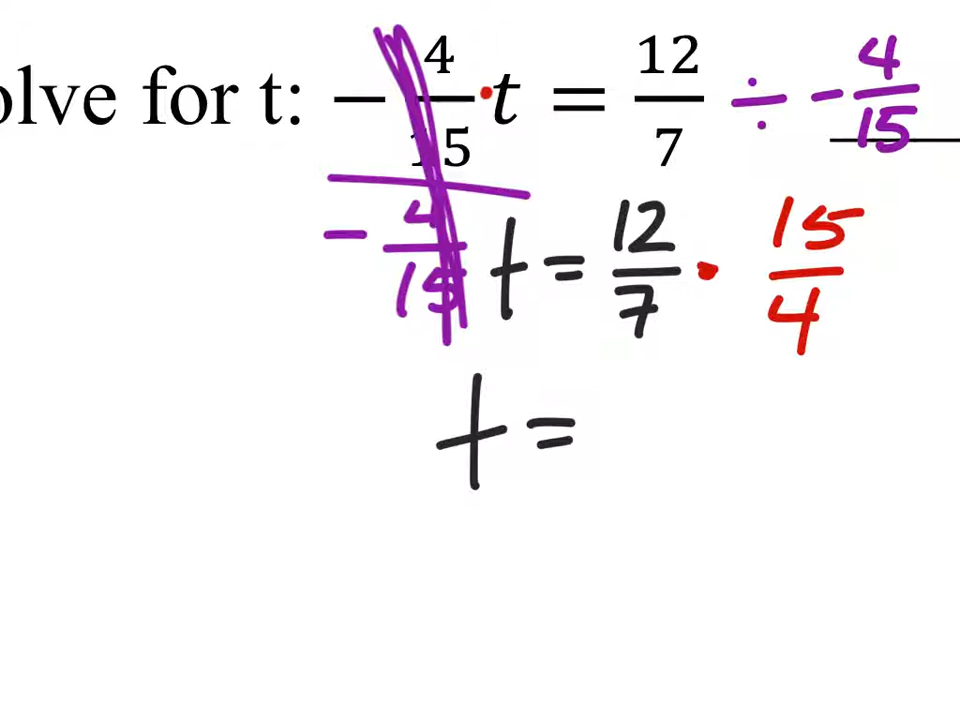 olve for t: − 4/15 · t = 12/7 ÷ - 4/15
- 4/15 t = 12/7 · 15/4
t =